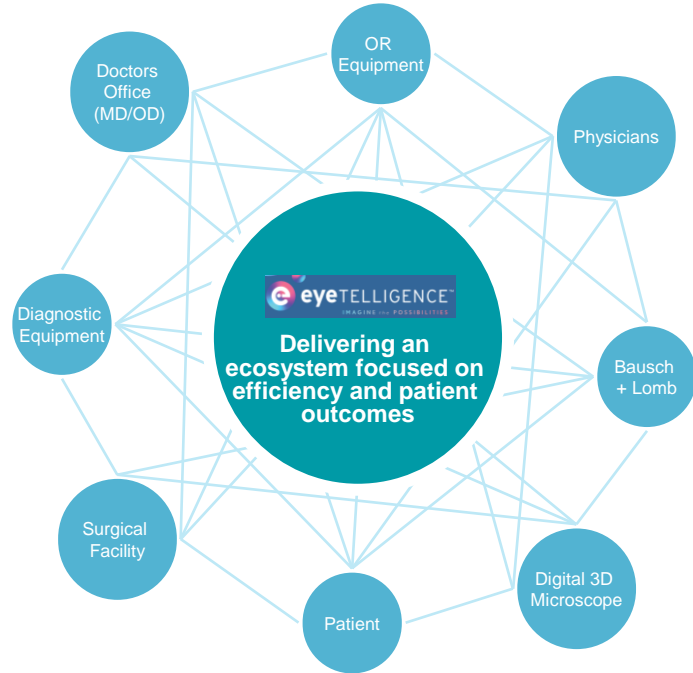 OR
Equipment
Doctors
Office
(MD/OD)
Physicians
eyeTELLIGENCE™
IMAGINE the POSSIBILITIES
Delivering an
ecosystem focused on
efficiency and patient
outcomes
Diagnostic
Equipment
Bausch
+ Lomb
Surgical
Facility
Digital 3D
Microscope
Patient